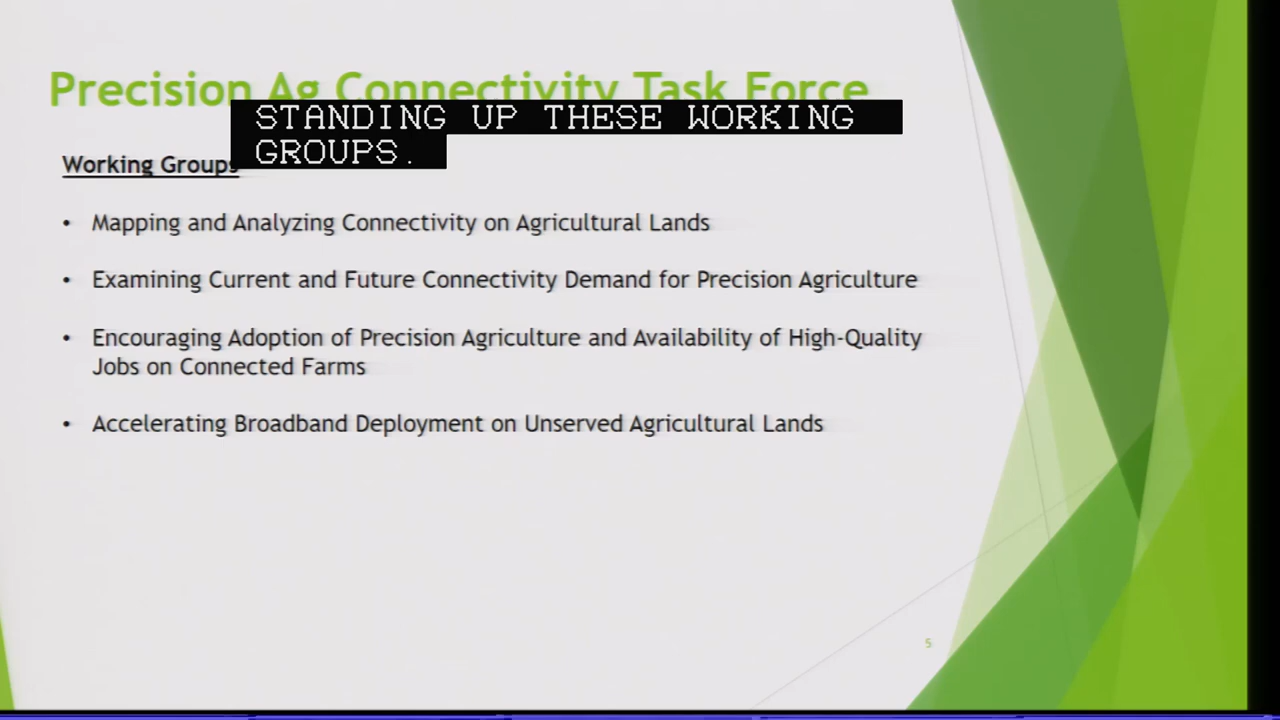 Precision Ag Connectivity Task Force
STANDING UP THESE WORKING
GROUPS.
Working Groups
• Mapping and Analyzing Connectivity on Agricultural Lands
• Examining Current and Future Connectivity Demand for Precision Agriculture
• Encouraging Adoption of Precision Agriculture and Availability of High-Quality
Jobs on Connected Farms
• Accelerating Broadband Deployment on Unserved Agricultural Lands
5